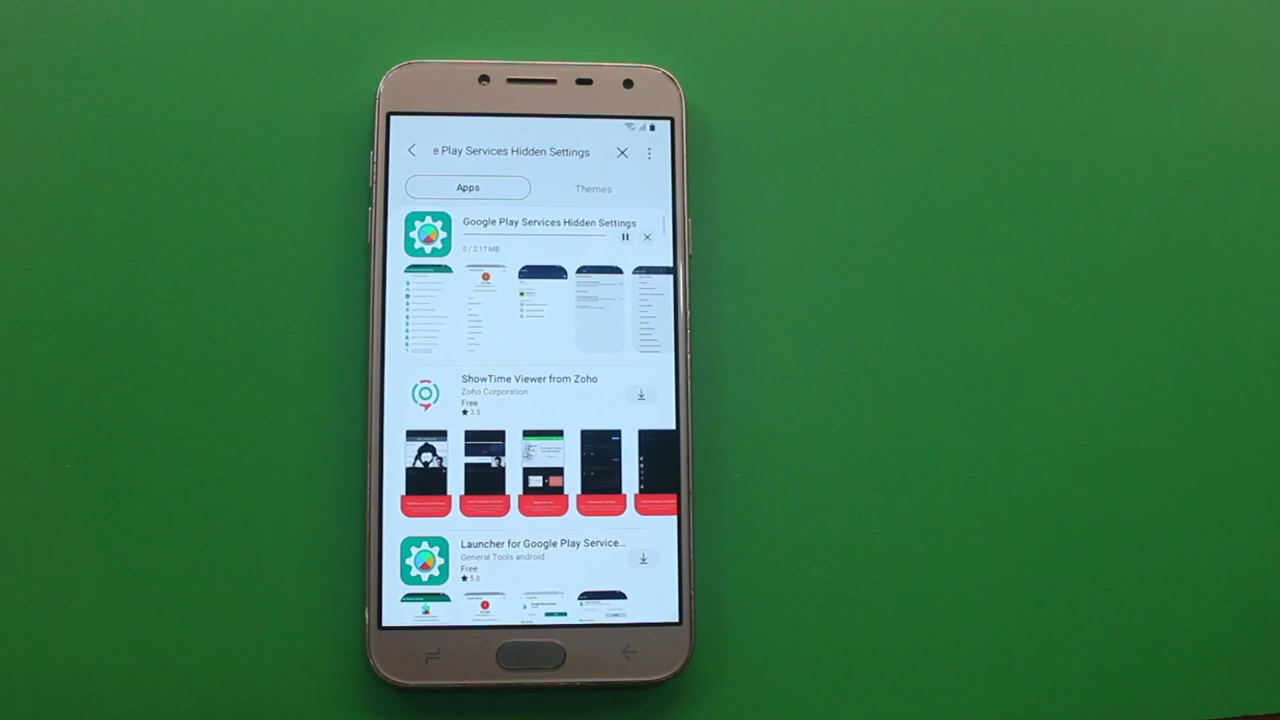 e Play Services Hidden Settings
Apps
Themes
Google Play Services Hidden Settings
0 / 2.17 MB
ShowTime Viewer from Zoho
Zoho Corporation
Free
★ 3.5
Launcher for Google Play Service...
General Tools android
Free
★ 5.0